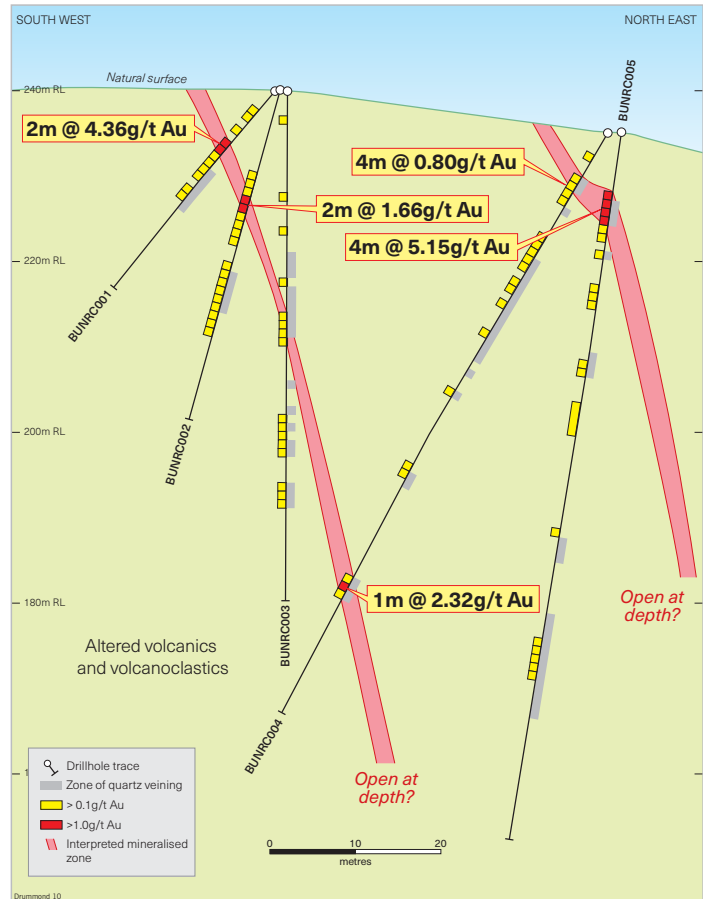 SOUTH WEST
NORTH EAST
BUNRC005
Natural surface
240m RL
2m @ 4.36g/t Au
4m @ 0.80g/t Au
2m @ 1.66g/t Au
4m @ 5.15g/t Au
220m RL
BUNRC001
200m RL
BUNRC002
180m RL
1m @ 2.32g/t Au
Open at
depth?
BUNRC003
Altered volcanics
and volcanoclastics
BUNRC004
Open at
depth?
Drillhole trace
Zone of quartz veining
> 0.1g/t Au
>1.0g/t Au
Interpreted mineralised
zone
0 10 20
metres
Drummond 10